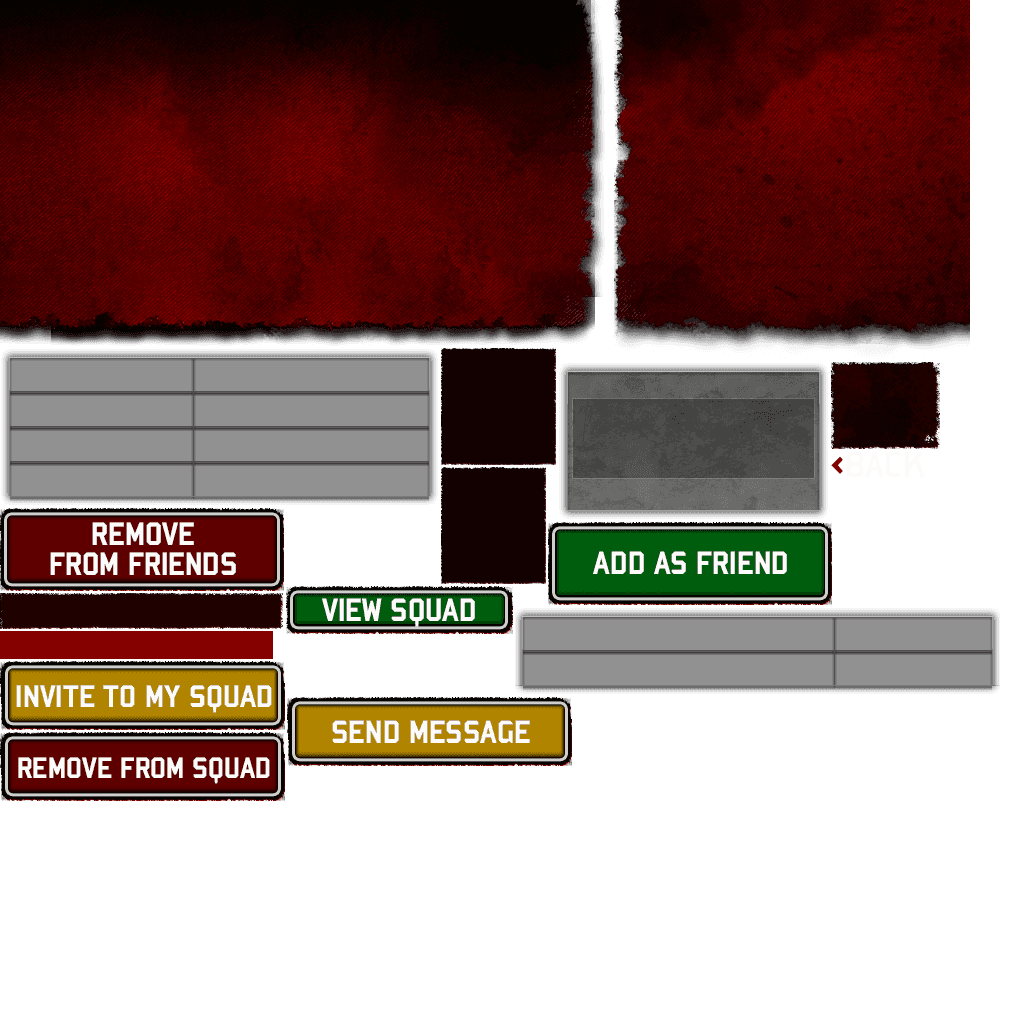 BACK
REMOVE
FROM FRIENDS
ADD AS FRIEND
VIEW SQUAD
INVITE TO MY SQUAD
SEND MESSAGE
REMOVE FROM SQUAD